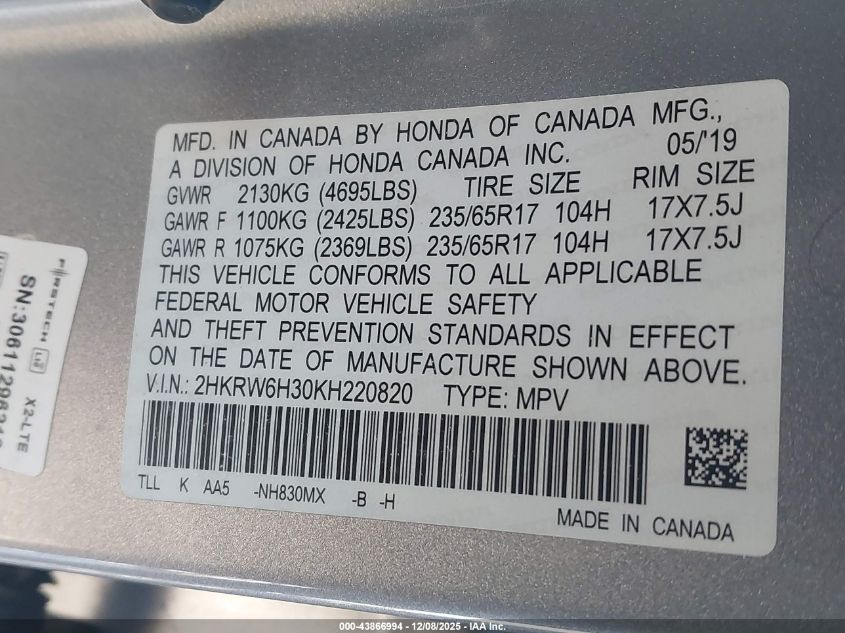 MFD. IN CANADA BY HONDA OF CANADA MFG.,
A DIVISION OF HONDA CANADA INC. 05/'19
GVWR 2130KG (4695LBS) TIRE SIZE RIM SIZE
GAWR F 1100KG (2425LBS) 235/65R17 104H 17X7.5J
GAWR R 1075KG (2369LBS) 235/65R17 104H 17X7.5J
THIS VEHICLE CONFORMS TO ALL APPLICABLE
FEDERAL MOTOR VEHICLE SAFETY
AND THEFT PREVENTION STANDARDS IN EFFECT
ON THE DATE OF MANUFACTURE SHOWN ABOVE.
V.I.N.: 2HKRW6H30KH220820 TYPE: MPV
TLL K AA5 -NH830MX -B -H
MADE IN CANADA
FIRSTECH X2-LTE
000-43866994 | 12/08/2025 | IAA Inc.